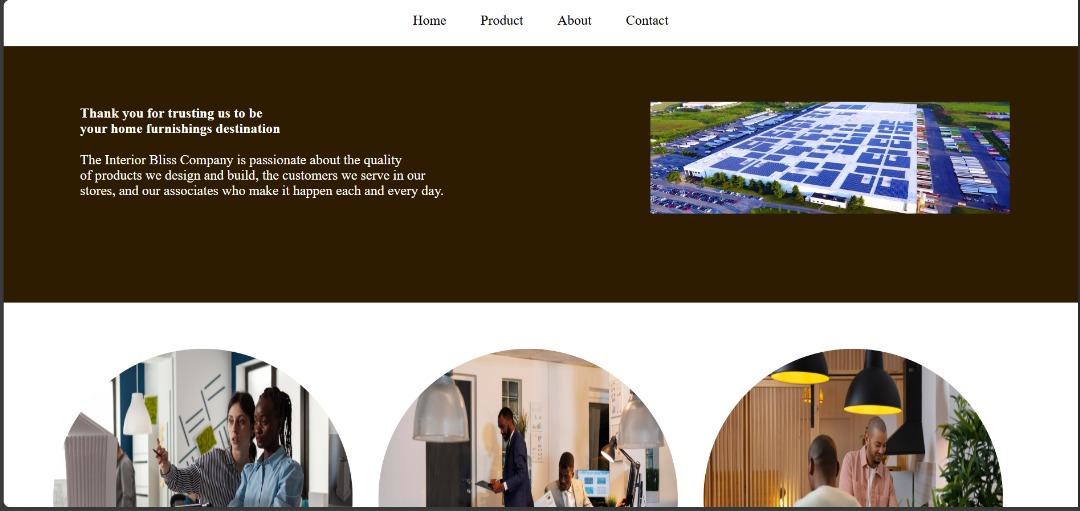 Home Product About Contact
Thank you for trusting us to be
your home furnishings destination
The Interior Bliss Company is passionate about the quality
of products we design and build, the customers we serve in our
stores, and our associates who make it happen each and every day.